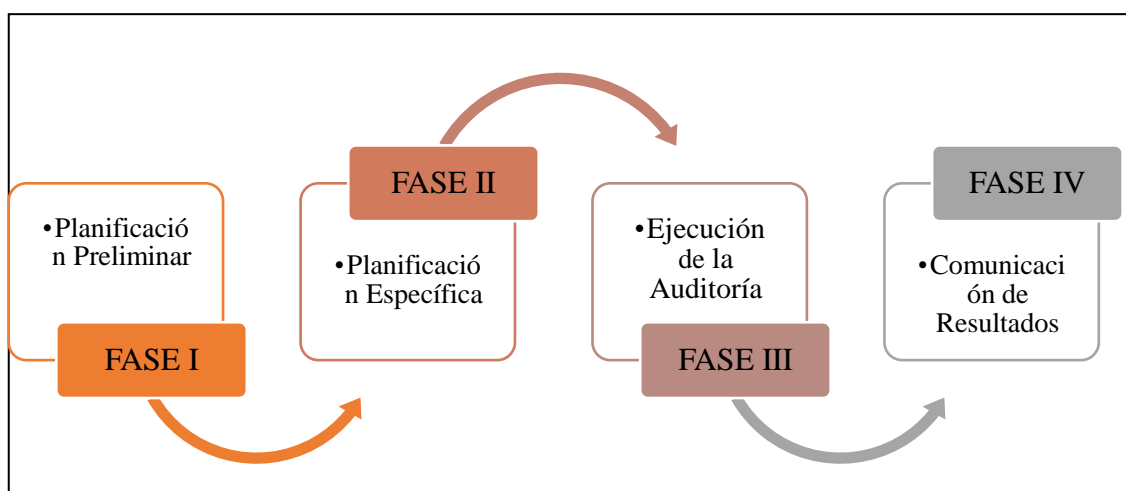 •Planificació
n Preliminar
FASE I
FASE II
•Planificació
n Específica
•Ejecución
de la
Auditoría
FASE III
FASE IV
•Comunicaci
ón de
Resultados